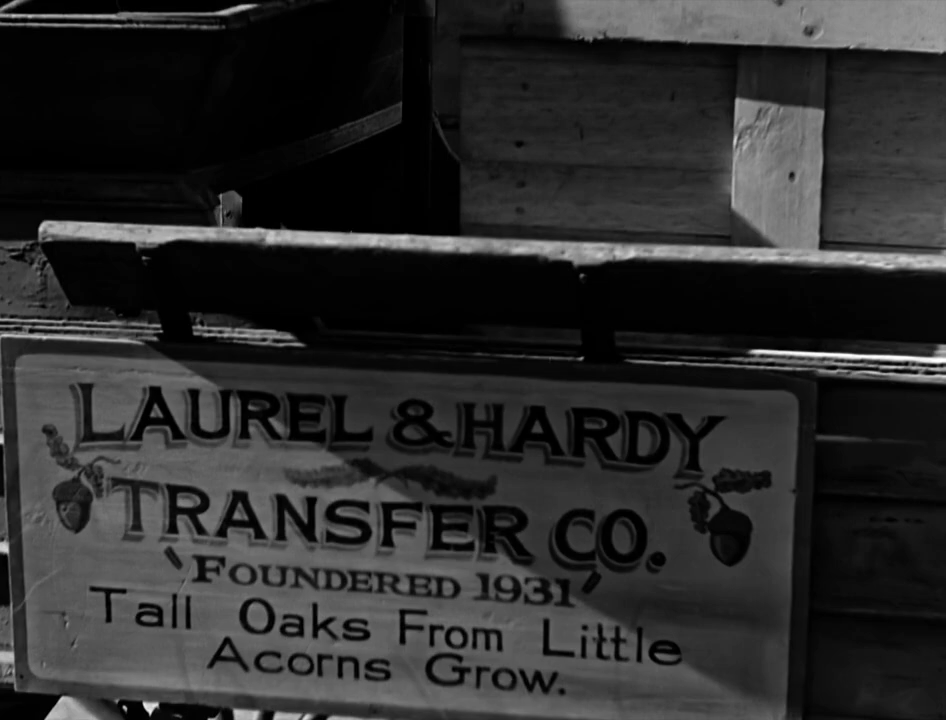 LAUREL & HARDY
TRANSFER CO.
'FOUNDERED 1931'
Tall Oaks From Little
Acorns Grow.